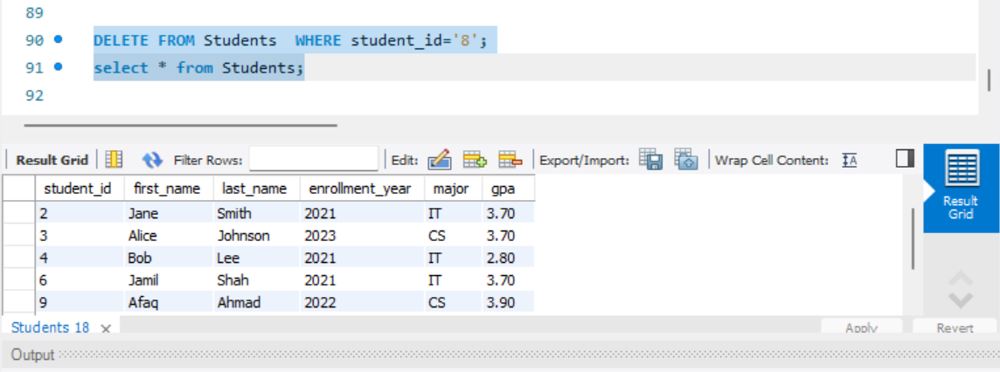 89
90 DELETE FROM Students  WHERE student_id='8';
91 select * from Students;
92
Result Grid Filter Rows: Edit: Export/Import: Wrap Cell Content: IA
student_id first_name last_name enrollment_year major gpa
2 Jane Smith 2021 IT 3.70
3 Alice Johnson 2023 CS 3.70
4 Bob Lee 2021 IT 2.80
6 Jamil Shah 2021 IT 3.70
9 Afaq Ahmad 2022 CS 3.90
Result
Grid
Students 18 × Apply Revert
Output